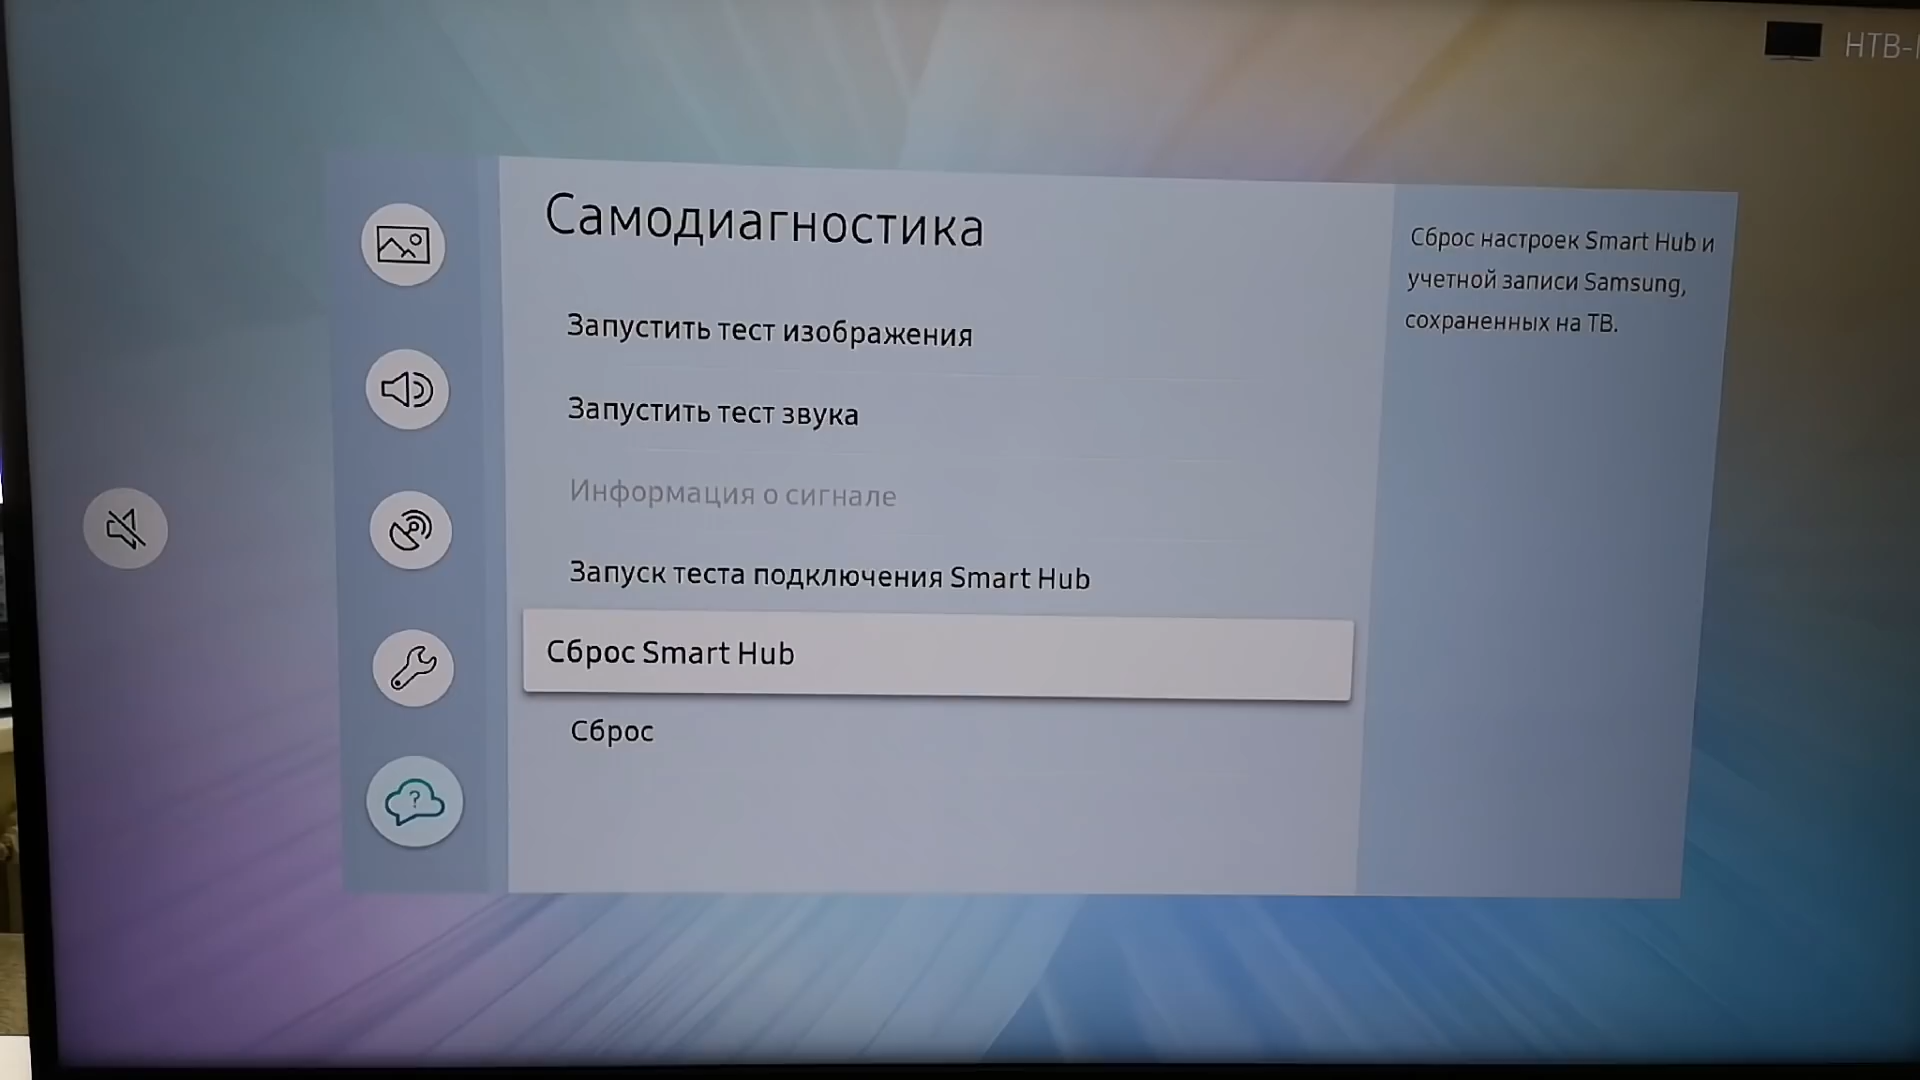 НТВ-
Самодиагностика
Запустить тест изображения
Запустить тест звука
Информация о сигнале
Запуск теста подключения Smart Hub
Сброс Smart Hub
Сброс
?
Сброс настроек Smart Hub и
учетной записи Samsung,
сохраненных на ТВ.